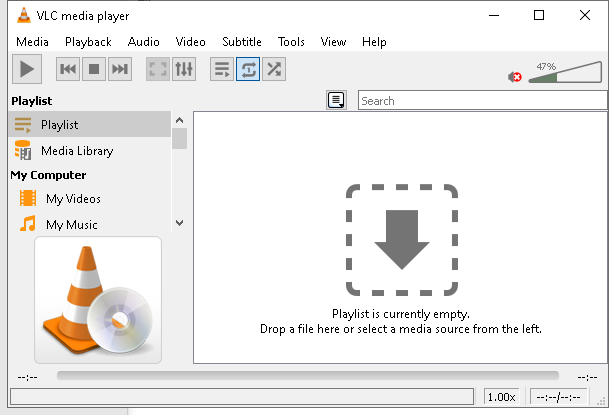 VLC media player
Media Playback Audio Video Subtitle Tools View Help
47%
Playlist
Search
Playlist
Media Library
My Computer
My Videos
My Music
Playlist is currently empty.
Drop a file here or select a media source from the left.
--:-- --:--
1.00x --:--/--:--